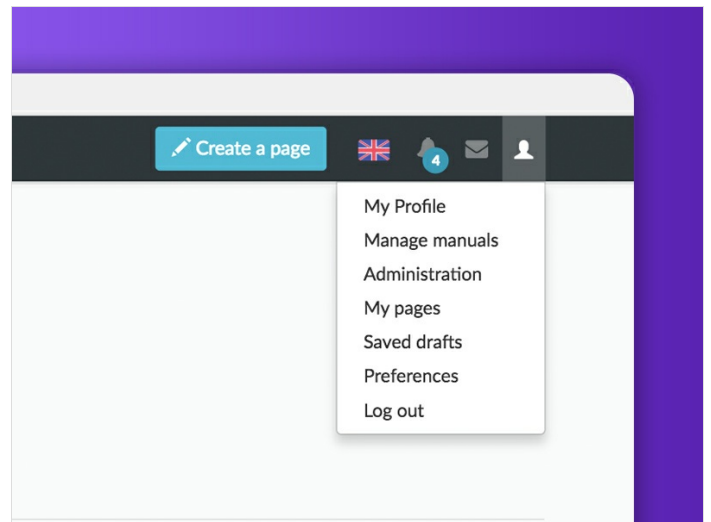 Create a page
4
My Profile
Manage manuals
Administration
My pages
Saved drafts
Preferences
Log out